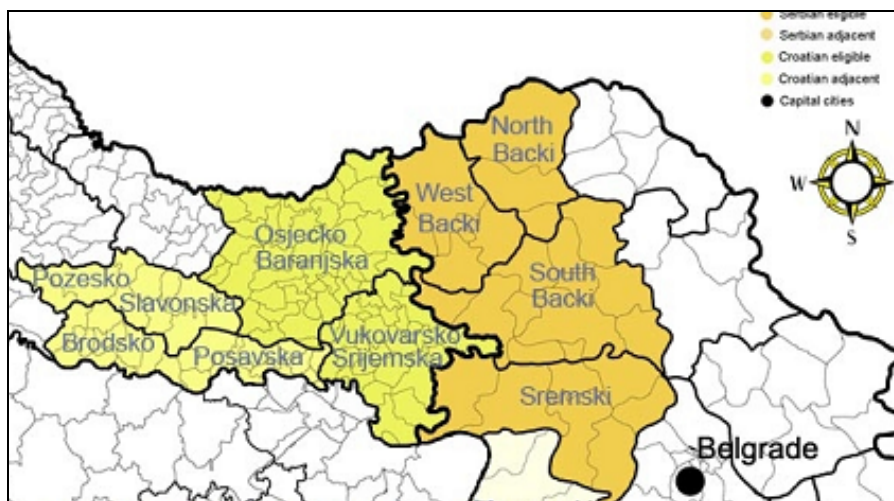 Serbian eligible
Serbian adjacent
Croatian eligible
Croatian adjacent
Capital cities
N
W E
S
North
Backi
West
Backi
Osjecko
Baranjska
South
Backi
Pozesko
Slavonska
Brodsko
Posavska
Vukovarsko
Srijemska
Sremski
Belgrade